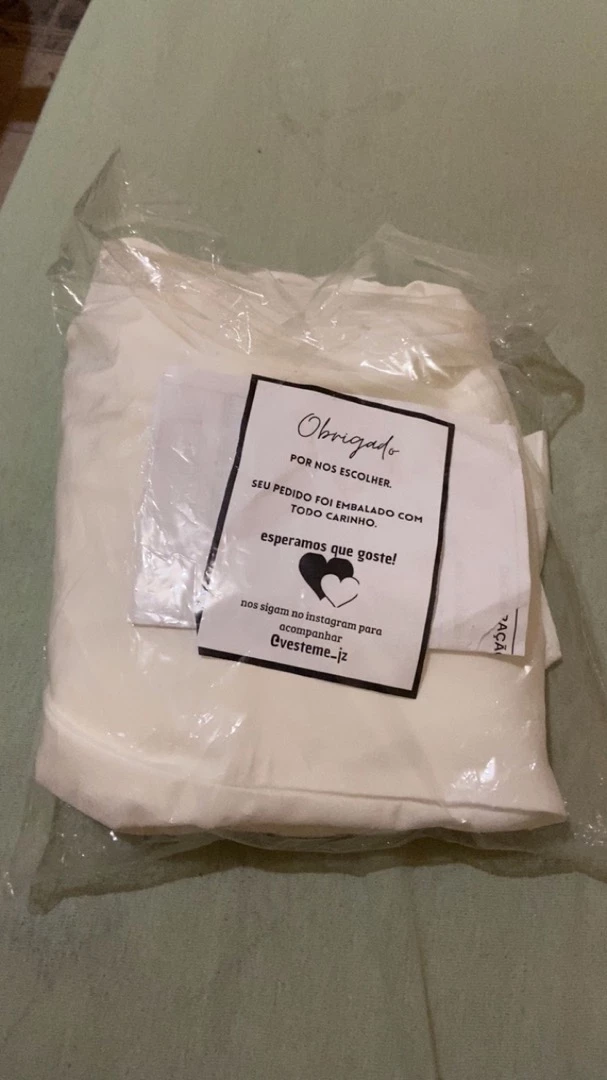 Obrigado
POR NOS ESCOLHER.
SEU PEDIDO FOI EMBALADO COM
TODO CARINHO.
esperamos que goste!
nos sigam no instagram para
acompanhar
@vesteme_jz